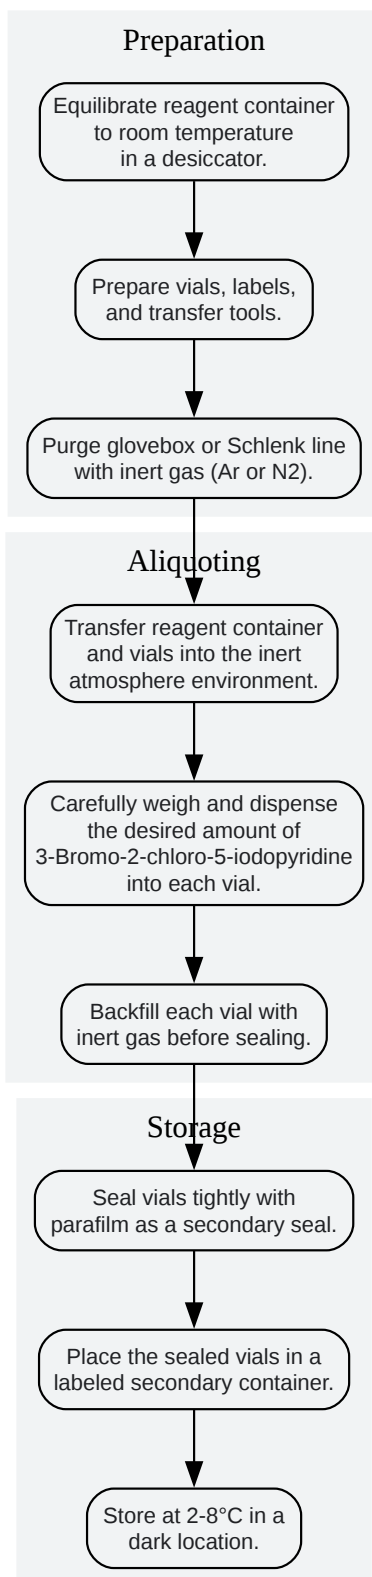 Preparation
Equilibrate reagent container
to room temperature
in a desiccator.
Prepare vials, labels,
and transfer tools.
Purge glovebox or Schlenk line
with inert gas (Ar or N2).
Aliquoting
Transfer reagent container
and vials into the inert
atmosphere environment.
Carefully weigh and dispense
the desired amount of
3-Bromo-2-chloro-5-iodopyridine
into each vial.
Backfill each vial with
inert gas before sealing.
Storage
Seal vials tightly with
parafilm as a secondary seal.
Place the sealed vials in a
labeled secondary container.
Store at 2-8°C in a
dark location.